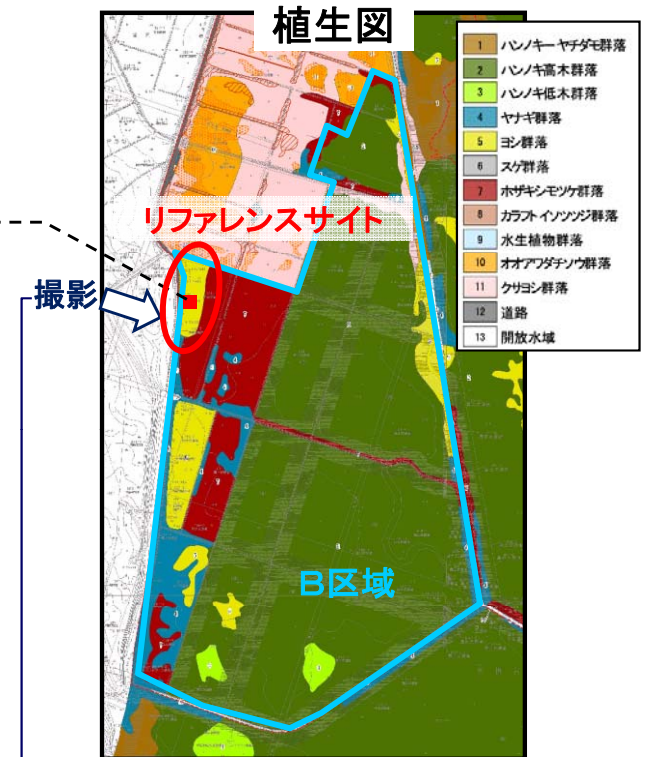 植生図
1 ハンノキーヤチダモ群落
2 ハンノキ高木群落
3 ハンノキ低木群落
4 ヤナギ群落
5 ヨシ群落
6 スゲ群落
7 ホザキシモツケ群落
8 カラフトイソツツジ群落
9 水生植物群落
10 オオアワダチソウ群落
11 クサヨシ群落
12 道路
13 開放水域
リファレンスサイト
撮影
B区域